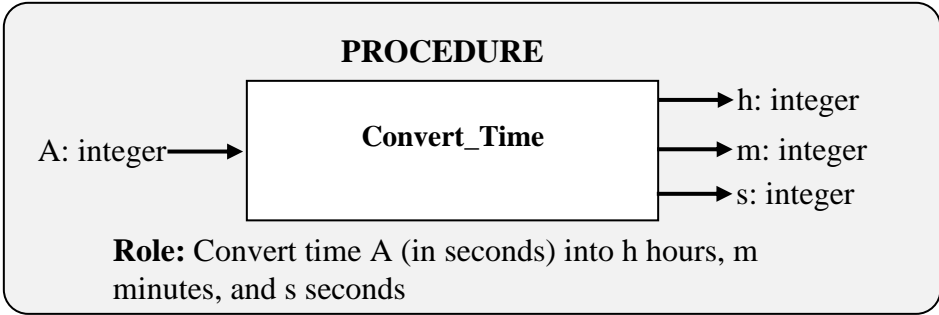 PROCEDURE
h: integer
Convert_Time
A: integer
m: integer
s: integer
Role: Convert time A (in seconds) into h hours, m
minutes, and s seconds